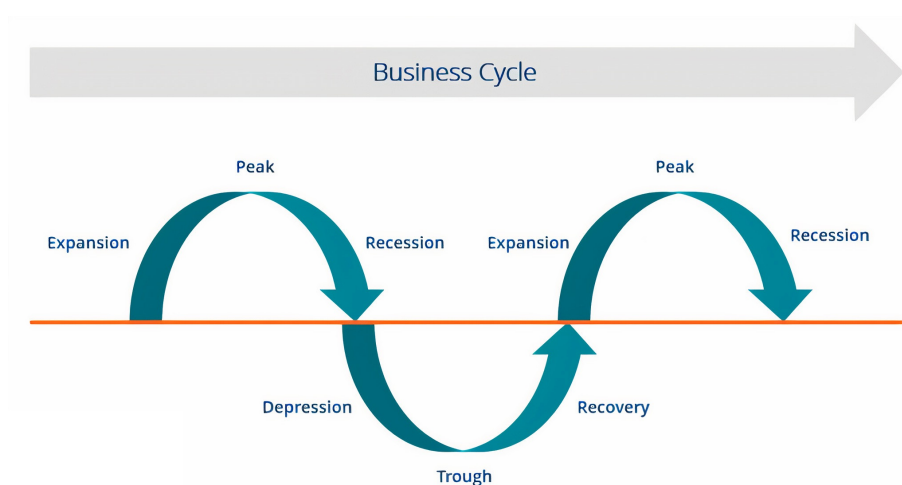 Business Cycle
Peak
Peak
Expansion
Recession
Expansion
Recession
Depression
Recovery
Trough